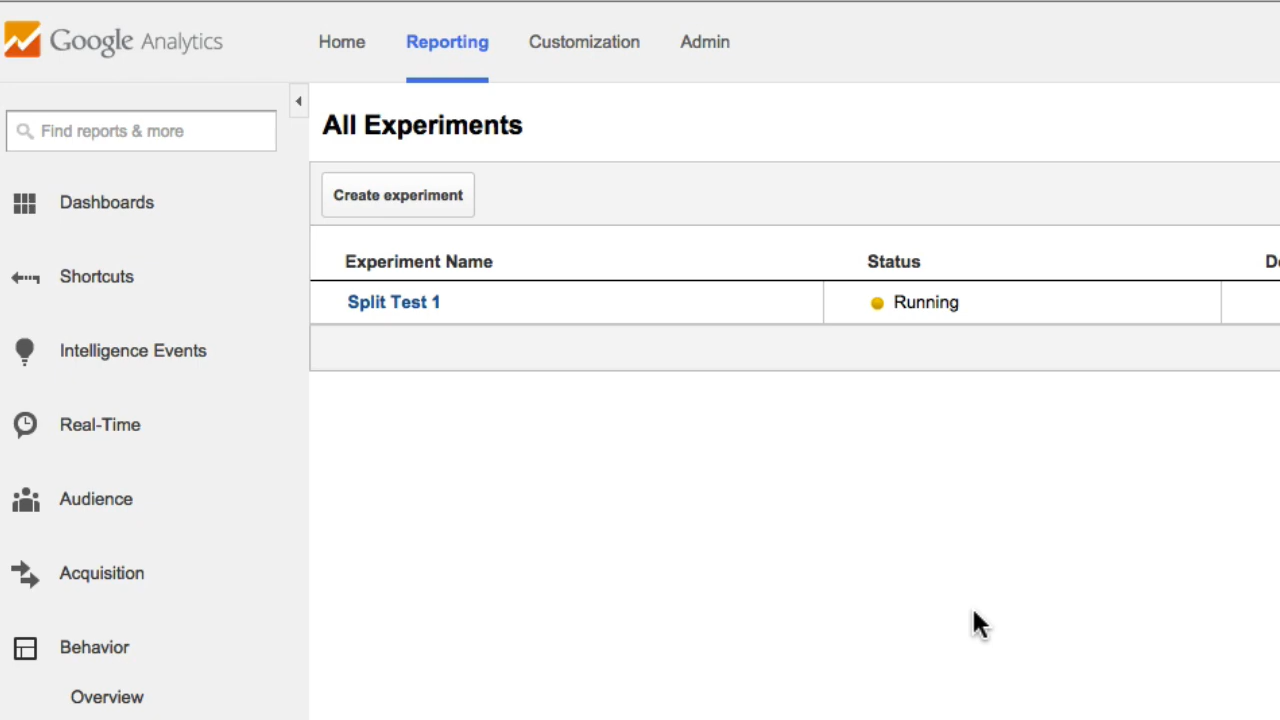 Google Analytics
Home Reporting Customization Admin
Find reports & more
All Experiments
Create experiment
Dashboards
Shortcuts
Intelligence Events
Real-Time
Audience
Acquisition
Behavior
Overview
Experiment Name Status
Split Test 1 Running